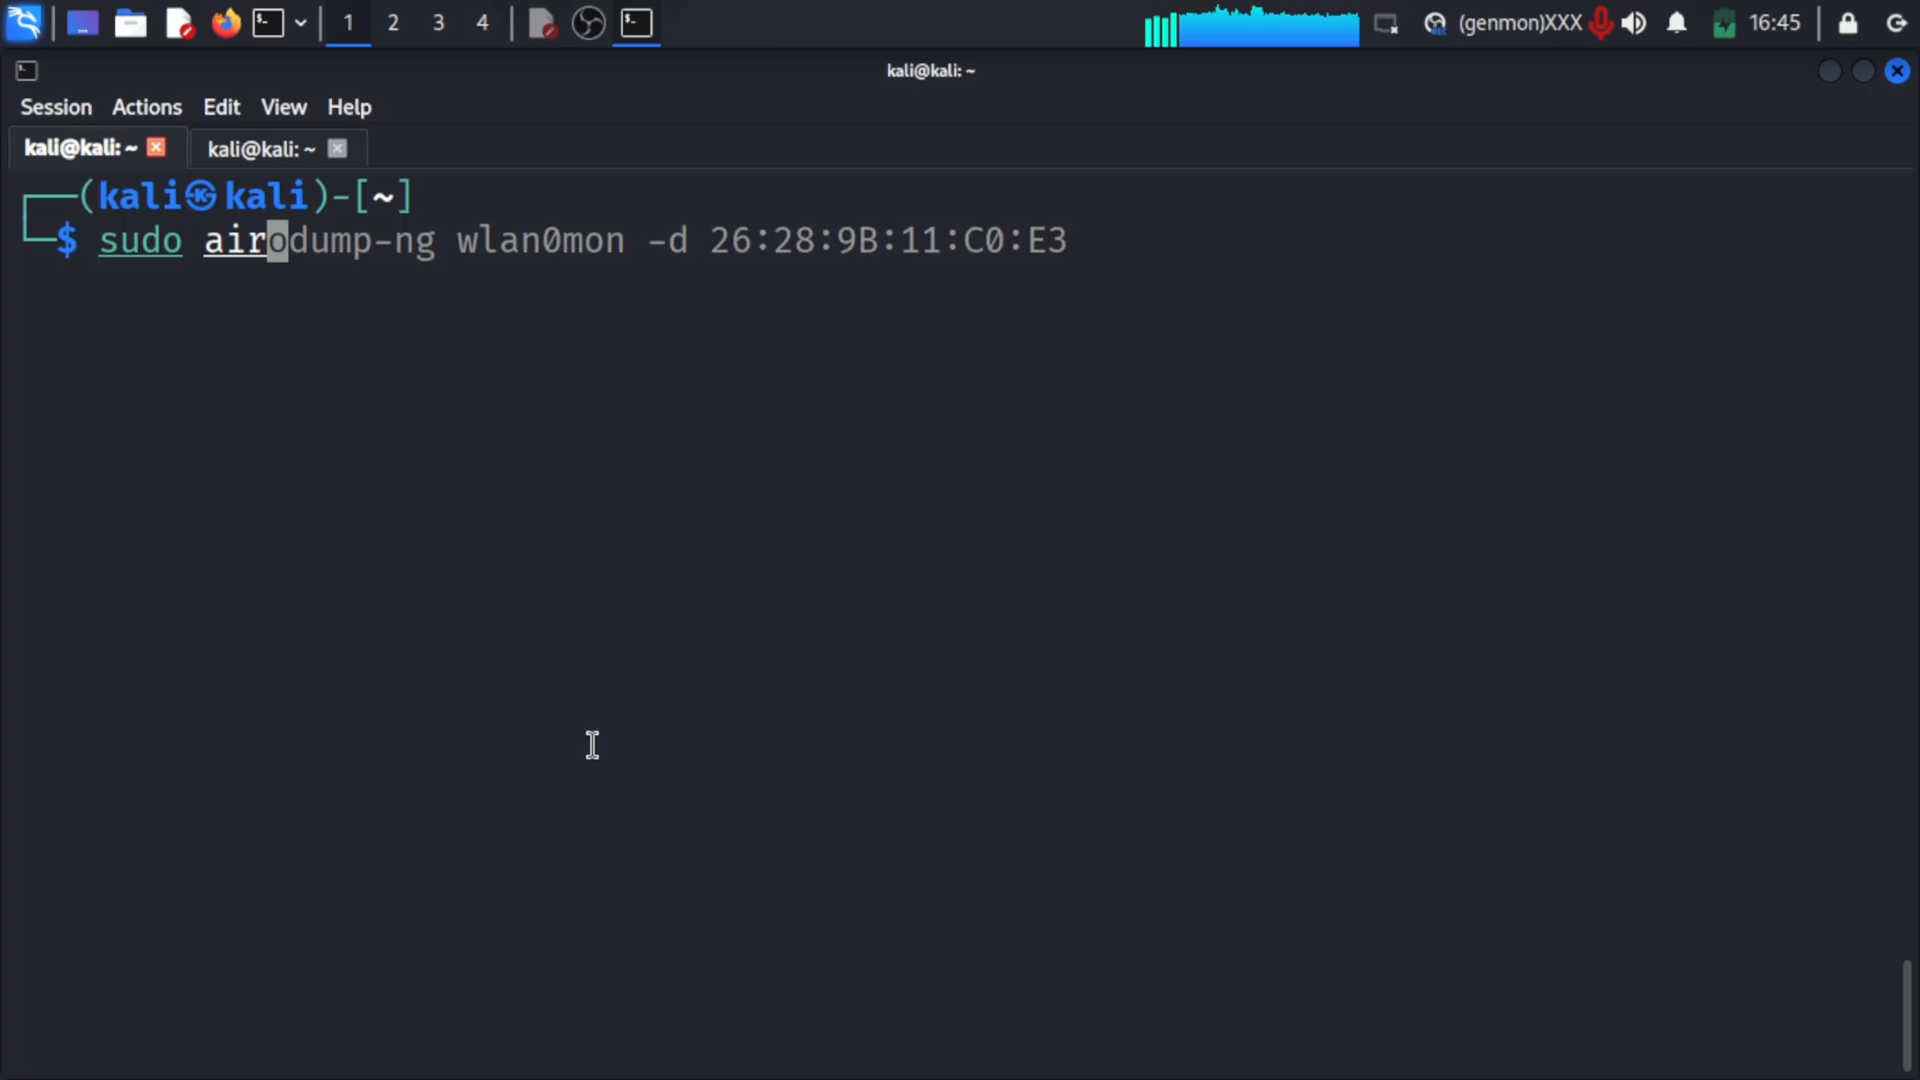 1 2 3 4 (genmon)XXX 16:45
kali@kali: ~
Session Actions Edit View Help
kali@kali: ~ kali@kali: ~
┌──(kali㉿kali)-[~]
└─$ sudo airodump-ng wlan0mon -d 26:28:9B:11:C0:E3